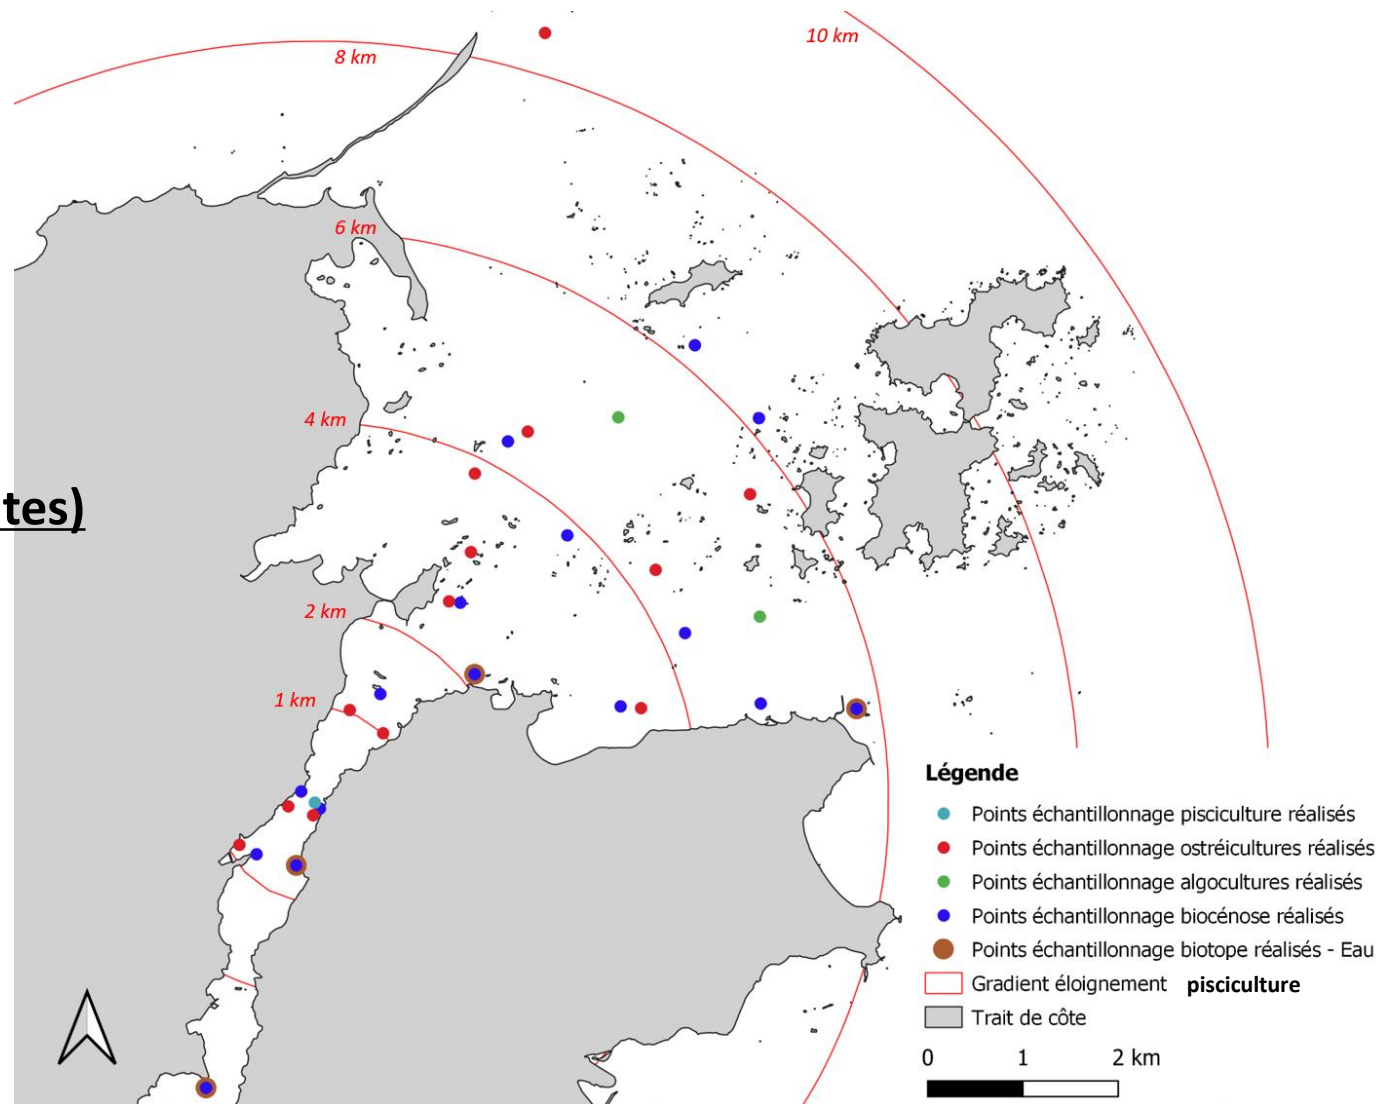 10 km
8 km
6 km
4 km
tes)
2 km
1 km
Légende
Points échantillonnage pisciculture réalisés
Points échantillonnage ostréicultures réalisés
Points échantillonnage algocultures réalisés
Points échantillonnage biocénose réalisés
Points échantillonnage biotope réalisés - Eau
Gradient éloignement pisciculture
Trait de côte
0 1 2 km